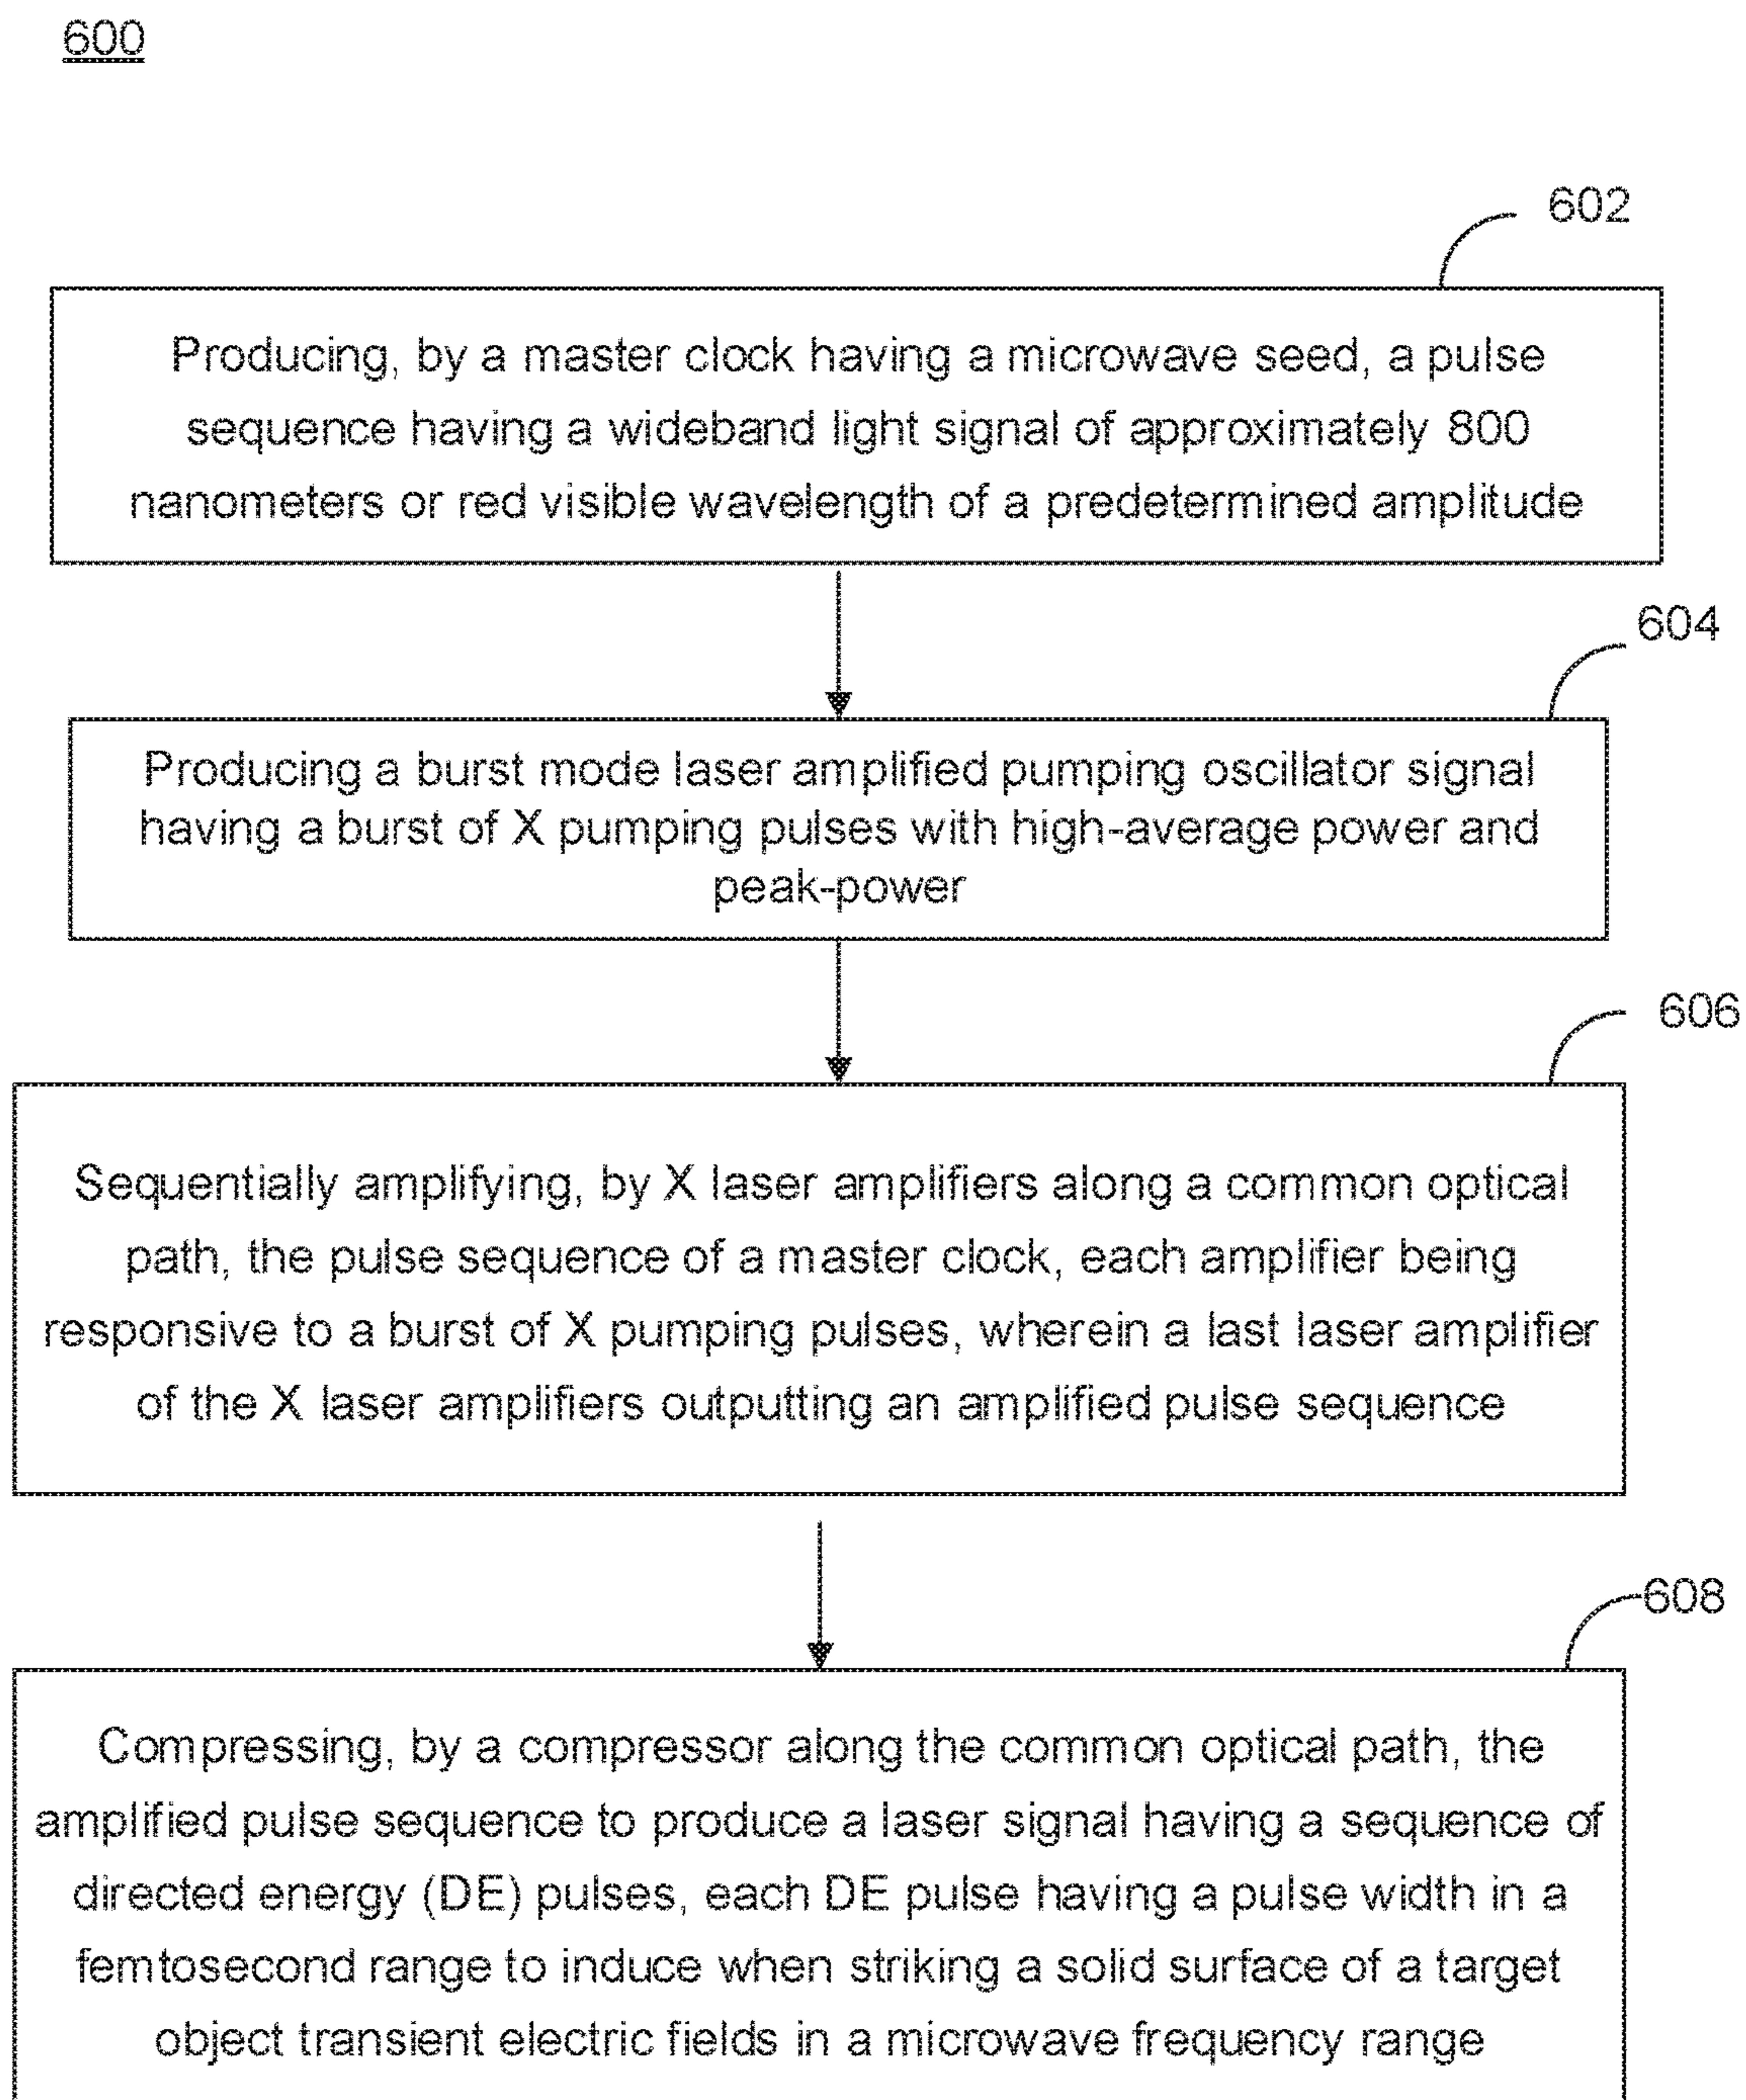 600
602
Producing, by a master clock having a microwave seed, a pulse
sequence having a wideband light signal of approximately 800
nanometers or red visible wavelength of a predetermined amplitude
604
Producing a burst mode laser amplified pumping oscillator signal
having a burst of X pumping pulses with high-average power and
peak-power
606
Sequentially amplifying, by X laser amplifiers along a common optical
path, the pulse sequence of a master clock, each amplifier being
responsive to a burst of X pumping pulses, wherein a last laser amplifier
of the X laser amplifiers outputting an amplified pulse sequence
608
Compressing, by a compressor along the common optical path, the
amplified pulse sequence to produce a laser signal having a sequence of
directed energy (DE) pulses, each DE pulse having a pulse width in a
femtosecond range to induce when striking a solid surface of a target
object transient electric fields in a microwave frequency range